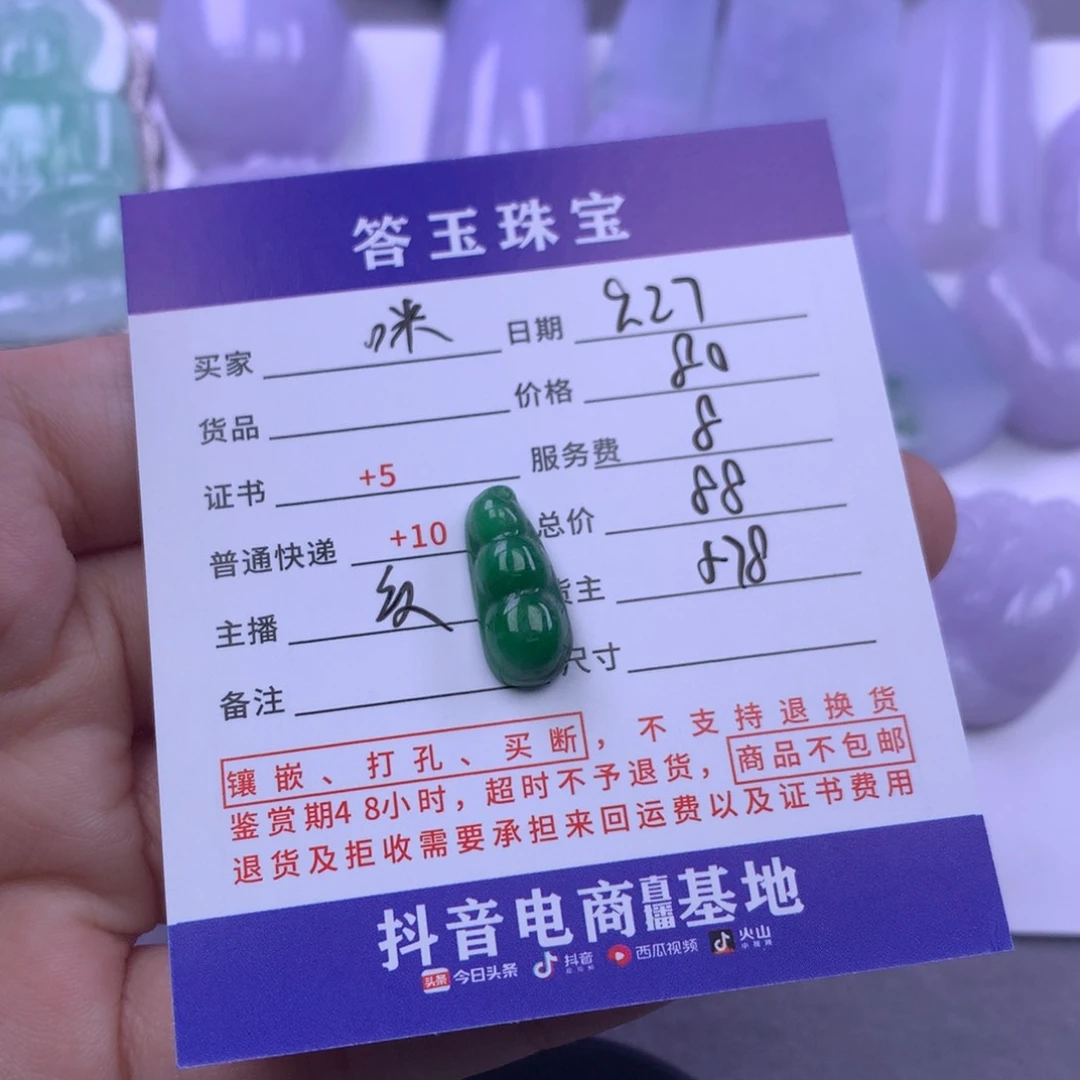 答玉珠宝
买家 咪 日期 227
货品 价格 80
证书 +5 服务费 8
普通快递 +10 总价 88
主播 货主 578
备注 尺寸
镶嵌、打孔、买断，不支持退换货
鉴赏期48小时，超时不予退货，商品不包邮
退货及拒收需要承担来回运费以及证书费用
抖音电商直播基地
头条 今日头条 抖音 西瓜视频 火山